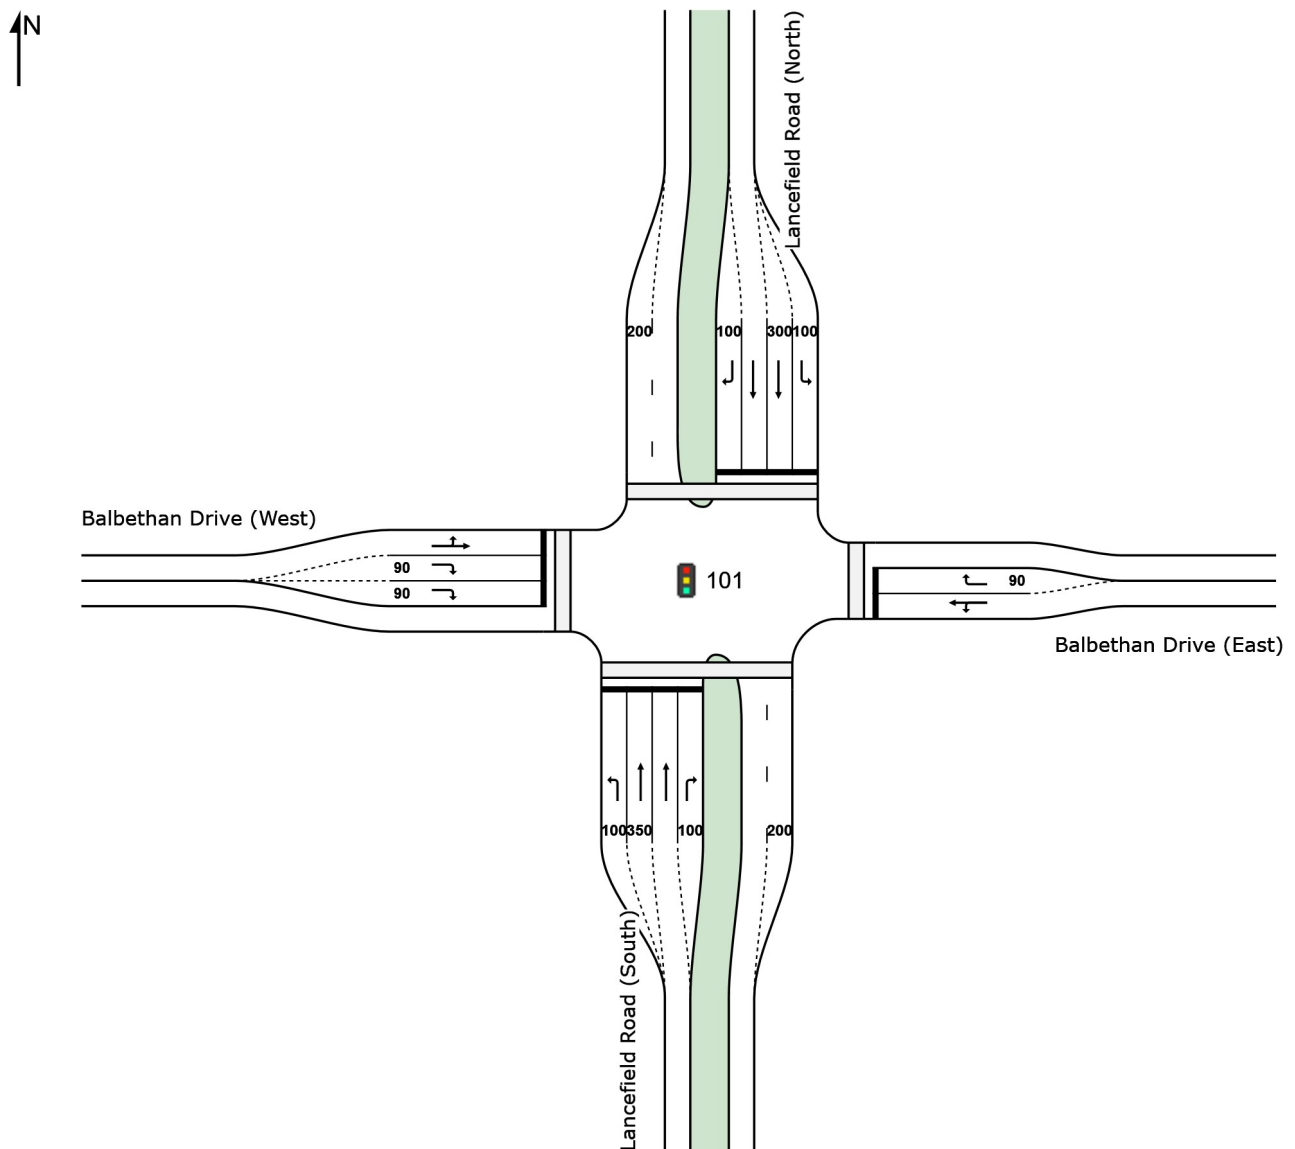 N
Lancefield Road (North)
200 100 300 100
Balbethan Drive (West)
90
90
101
90
Balbethan Drive (East)
100 350 100 200
Lancefield Road (South)